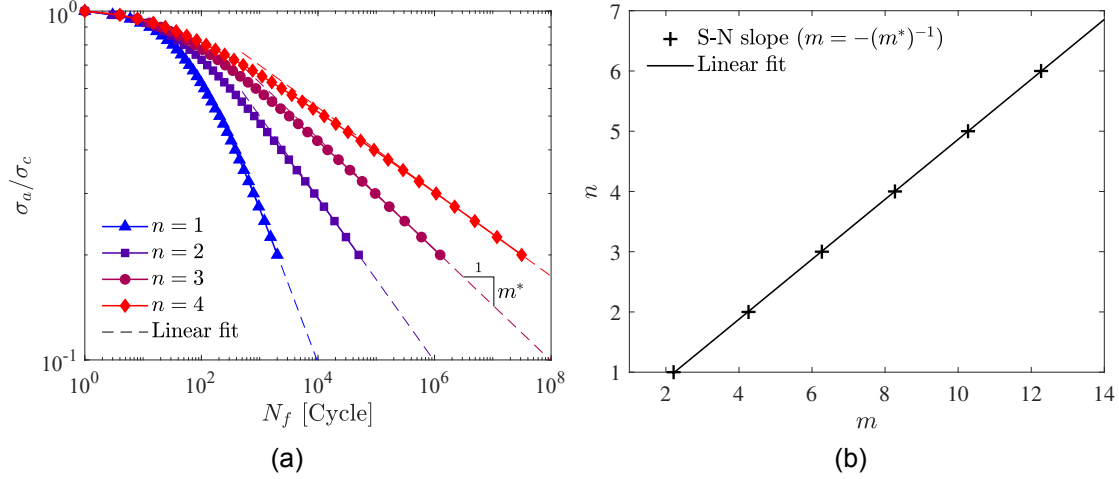 10^0
σ_a/σ_c
n = 1
n = 2
n = 3
n = 4
Linear fit
1
m*
10^-1
10^0 10^2 10^4 10^6 10^8
N_f [Cycle]
(a)
7
S-N slope (m = −(m*)^−1)
Linear fit
6
5
n
4
3
2
1
2 4 6 8 10 12 14
m
(b)